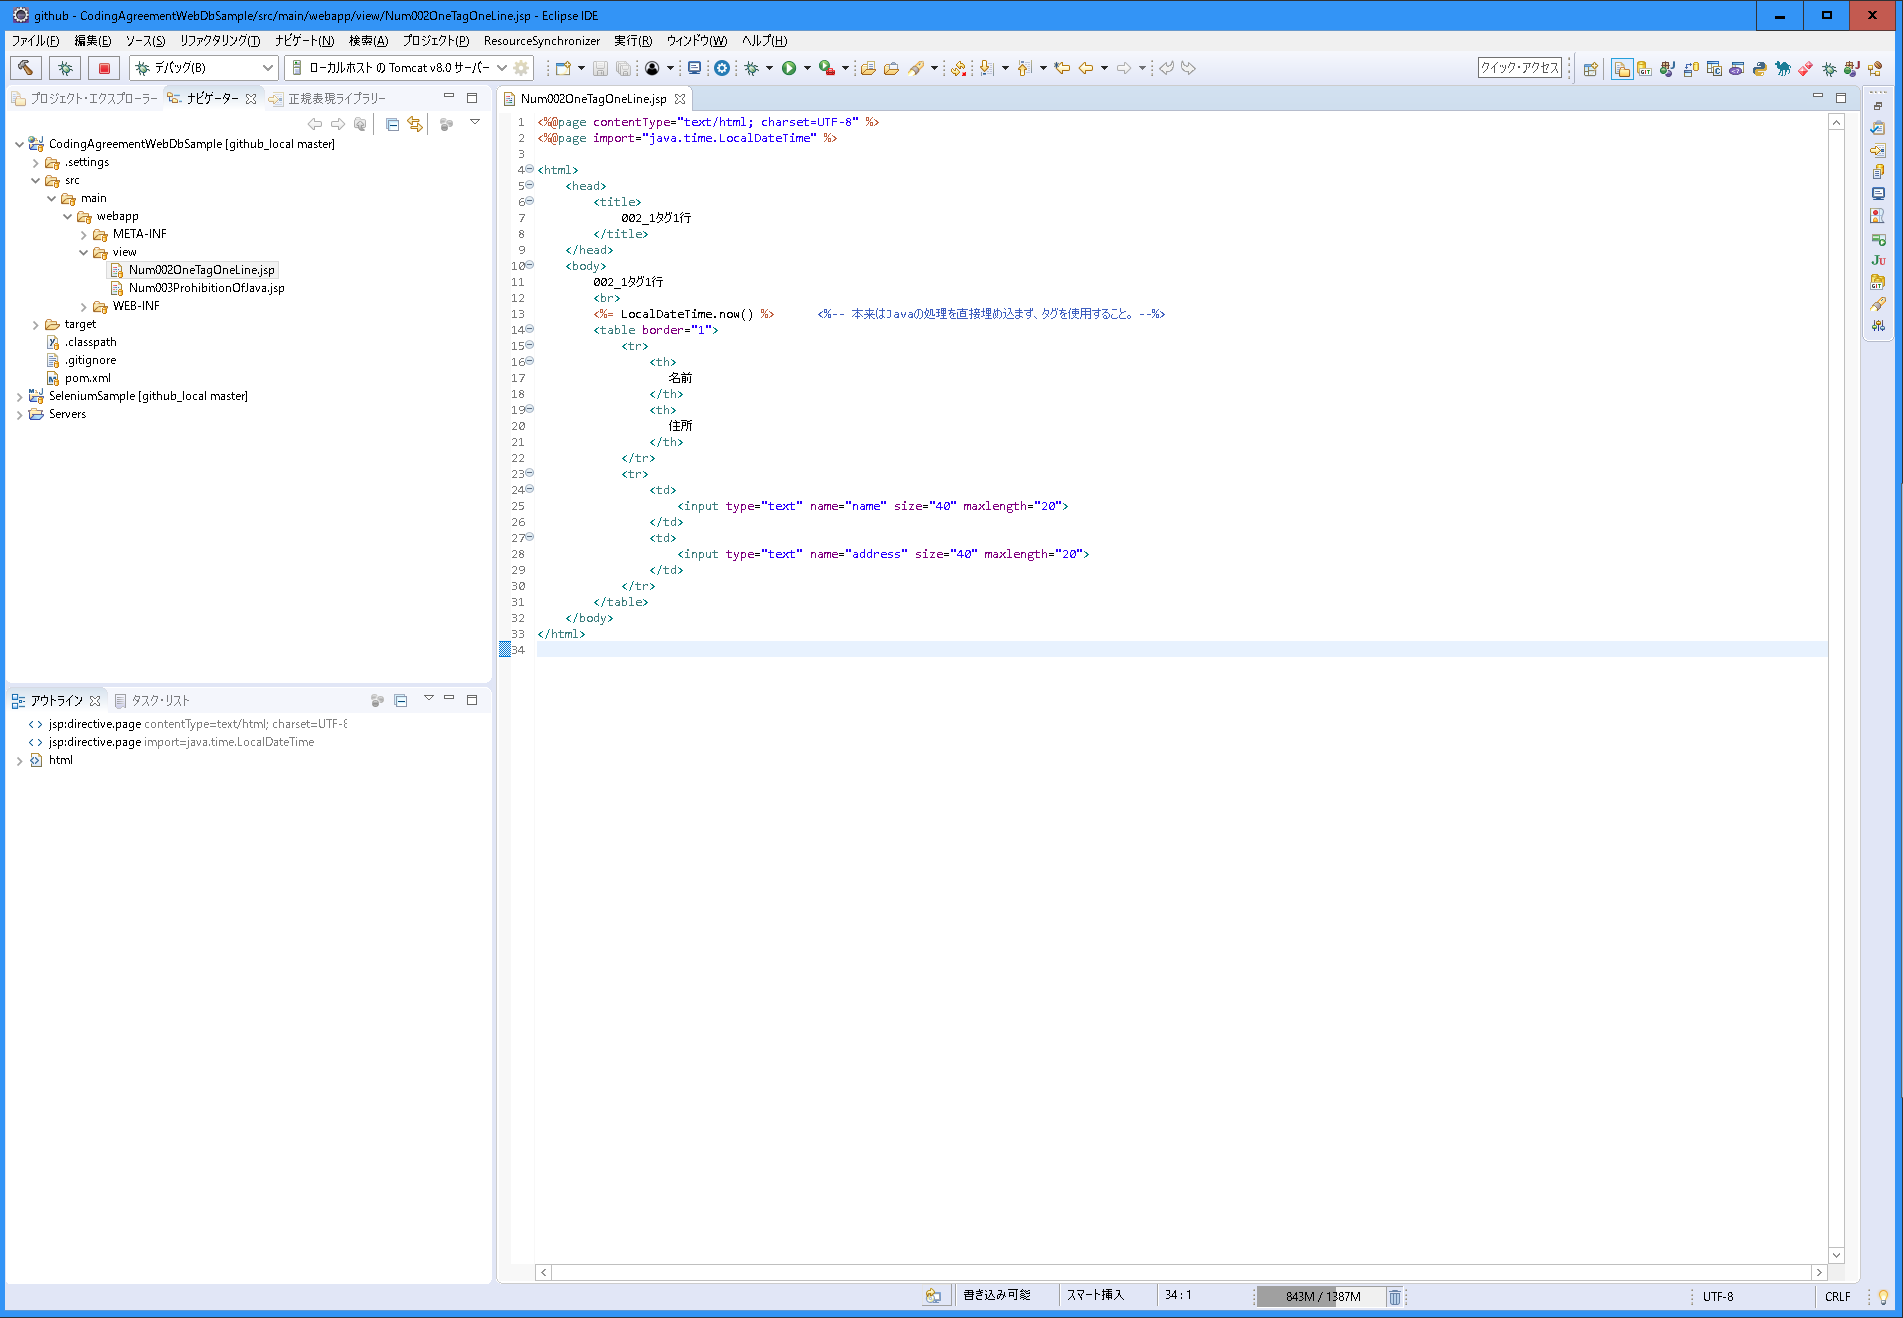 github - CodingAgreementWebDbSample/src/main/webapp/view/Num002OneTagOneLine.jsp - Eclipse IDE
ファイル(F) 編集(E) ソース(S) リファクタリング(T) ナビゲート(N) 検索(A) プロジェクト(P) ResourceSynchronizer 実行(R) ウィンドウ(W) ヘルプ(H)
デバッグ(B) ローカルホスト の Tomcat v8.0 サーバー クイック・アクセス
プロジェクト・エクスプローラー ナビゲーター 正規表現ライブラリー
CodingAgreementWebDbSample [github_local master]
.settings
src
main
webapp
META-INF
view
Num002OneTagOneLine.jsp
Num003ProhibitionOfJava.jsp
WEB-INF
target
.classpath
.gitignore
pom.xml
SeleniumSample [github_local master]
Servers
アウトライン タスク・リスト
jsp:directive.page contentType=text/html; charset=UTF-8
jsp:directive.page import=java.time.LocalDateTime
html
Num002OneTagOneLine.jsp
1 <%@page contentType="text/html; charset=UTF-8" %>
2 <%@page import="java.time.LocalDateTime" %>
3
4 <html>
5 <head>
6 <title>
7 002_1タグ1行
8 </title>
9 </head>
10 <body>
11 002_1タグ1行
12 <br>
13 <%= LocalDateTime.now() %> <%-- 本来はJavaの処理を直接埋め込まず、タグを使用すること。 --%>
14 <table border="1">
15 <tr>
16 <th>
17 名前
18 </th>
19 <th>
20 住所
21 </th>
22 </tr>
23 <tr>
24 <td>
25 <input type="text" name="name" size="40" maxlength="20">
26 </td>
27 <td>
28 <input type="text" name="address" size="40" maxlength="20">
29 </td>
30 </tr>
31 </table>
32 </body>
33 </html>
34
書き込み可能 スマート挿入 34 : 1 843M / 1387M UTF-8 CRLF